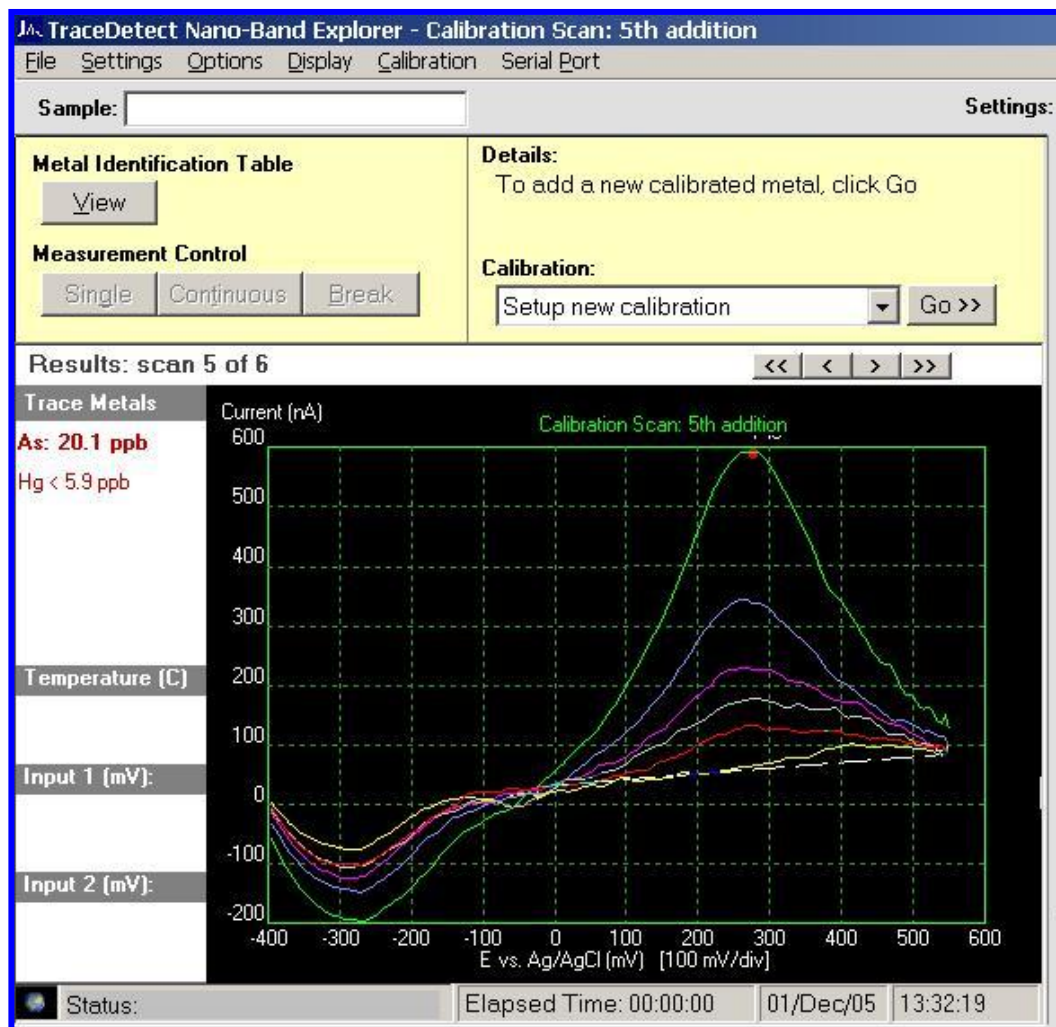 TraceDetect Nano-Band Explorer - Calibration Scan: 5th addition
File Settings Options Display Calibration Serial Port
Sample:
Settings:
Metal Identification Table
View
Measurement Control
Single Continuous Break
Details:
To add a new calibrated metal, click Go
Calibration:
Setup new calibration
Go >>
Results: scan 5 of 6
<< < > >>
Trace Metals
As: 20.1 ppb
Hg < 5.9 ppb
Temperature (C)
Input 1 (mV):
Input 2 (mV):
Current (nA)
Calibration Scan: 5th addition
600
500
400
300
200
100
0
-100
-200
-400 -300 -200 -100 0 100 200 300 400 500 600
E vs. Ag/AgCl (mV) [100 mV/div]
Status:
Elapsed Time: 00:00:00
01/Dec/05
13:32:19